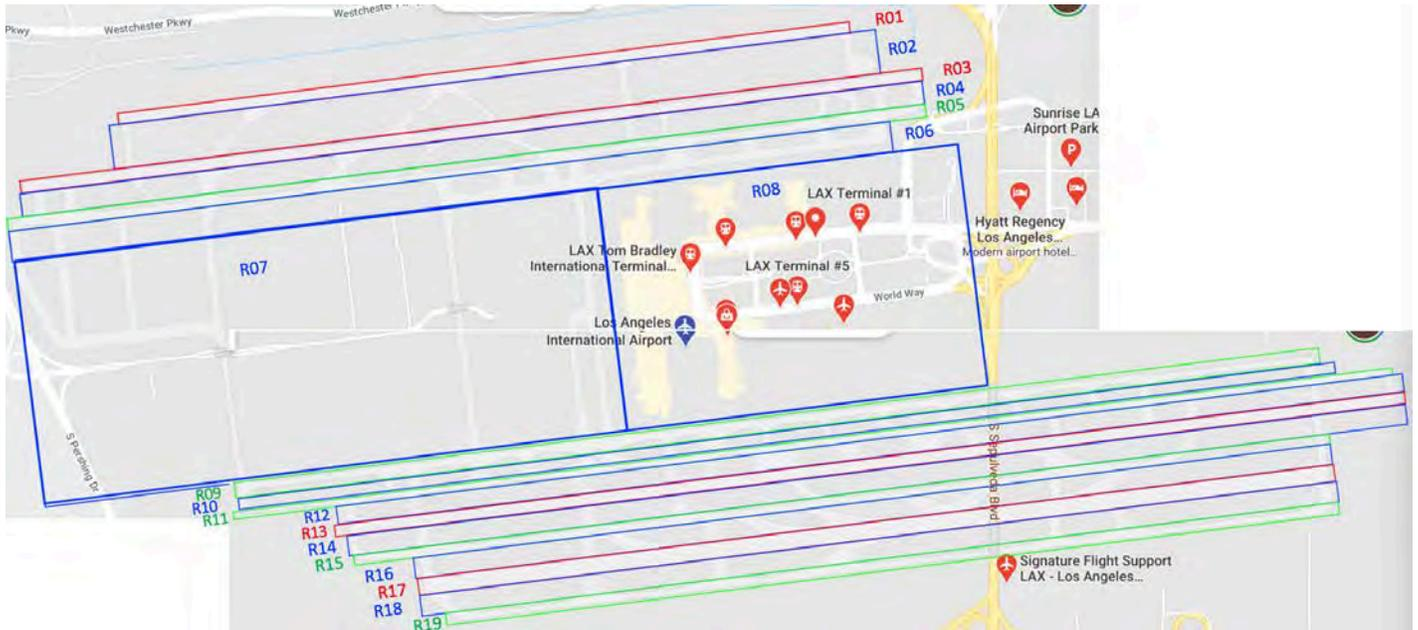 Pkwy
Westchester Pkwy
Westchester
R01
R02
R03
R04
R05
R06
Sunrise LA
Airport Park
R08
LAX Terminal #1
Hyatt Regency
Los Angeles...
Modern airport hotel...
LAX Tom Bradley
International Terminal...
R07
LAX Terminal #5
World Way
Los Angeles
International Airport
P
S Pershing Dr
S Sepulveda Blvd
R09
R10
R11
R12
R13
R14
R15
R16
R17
R18
R19
Signature Flight Support
LAX - Los Angeles...